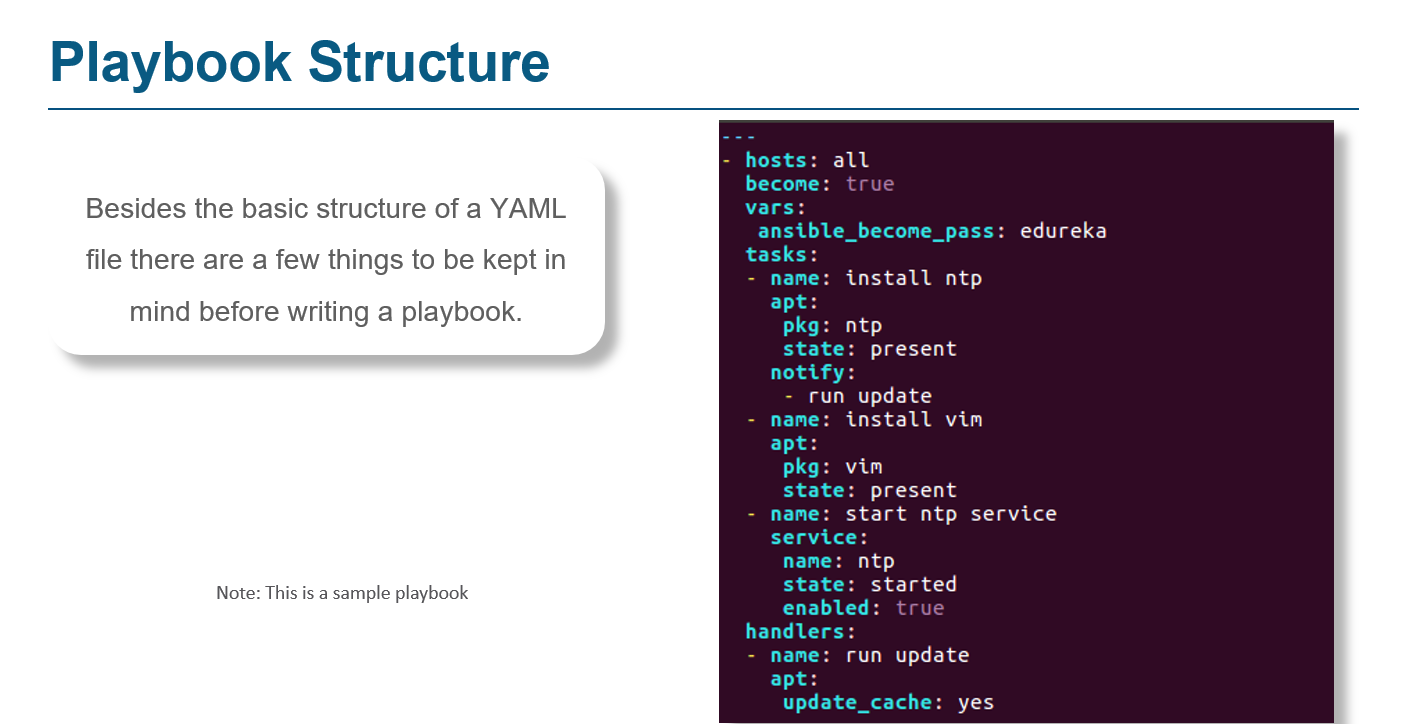 Playbook Structure
Besides the basic structure of a YAML
file there are a few things to be kept in
mind before writing a playbook.
Note: This is a sample playbook
---
- hosts: all
  become: true
  vars:
   ansible_become_pass: edureka
  tasks:
  - name: install ntp
    apt:
     pkg: ntp
     state: present
    notify:
     - run update
  - name: install vim
    apt:
     pkg: vim
     state: present
  - name: start ntp service
    service:
     name: ntp
     state: started
     enabled: true
  handlers:
  - name: run update
    apt:
     update_cache: yes